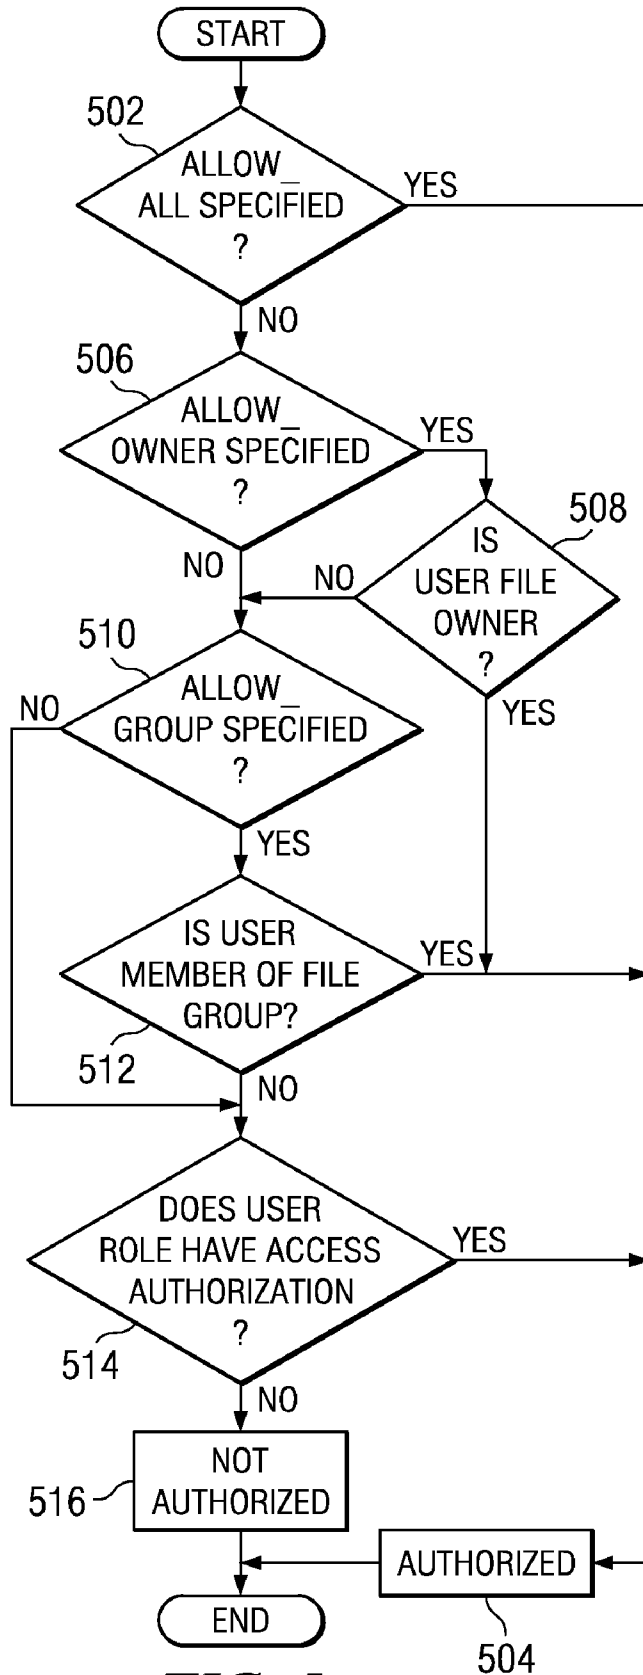 START
502
ALLOW_
ALL SPECIFIED
?
YES
NO
506
ALLOW_
OWNER SPECIFIED
?
YES
508
IS
USER FILE
OWNER
?
NO
NO
YES
510
ALLOW_
GROUP SPECIFIED
?
NO
YES
IS USER
MEMBER OF FILE
GROUP?
YES
512
NO
DOES USER
ROLE HAVE ACCESS
AUTHORIZATION
?
YES
514
NO
NOT
AUTHORIZED
516
AUTHORIZED
504
END